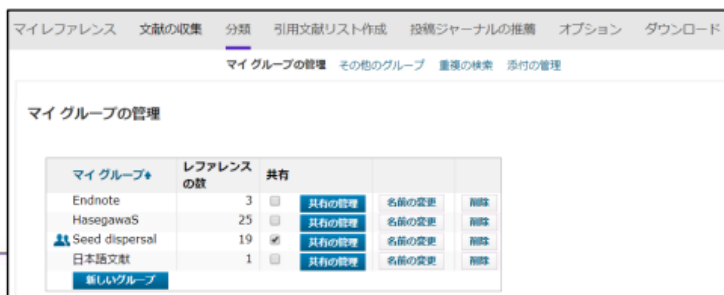 マイレファレンス 文献の収集 分類 引用文献リスト作成 投稿ジャーナルの推薦 オプション ダウンロード
マイ グループの管理 その他のグループ 重複の検索 添付の管理
マイ グループの管理
マイ グループ レファレンスの数 共有
Endnote 3 共有の管理 名前の変更 削除
HasegawaS 25 共有の管理 名前の変更 削除
Seed dispersal 19 共有の管理 名前の変更 削除
日本語文献 1 共有の管理 名前の変更 削除
新しいグループ